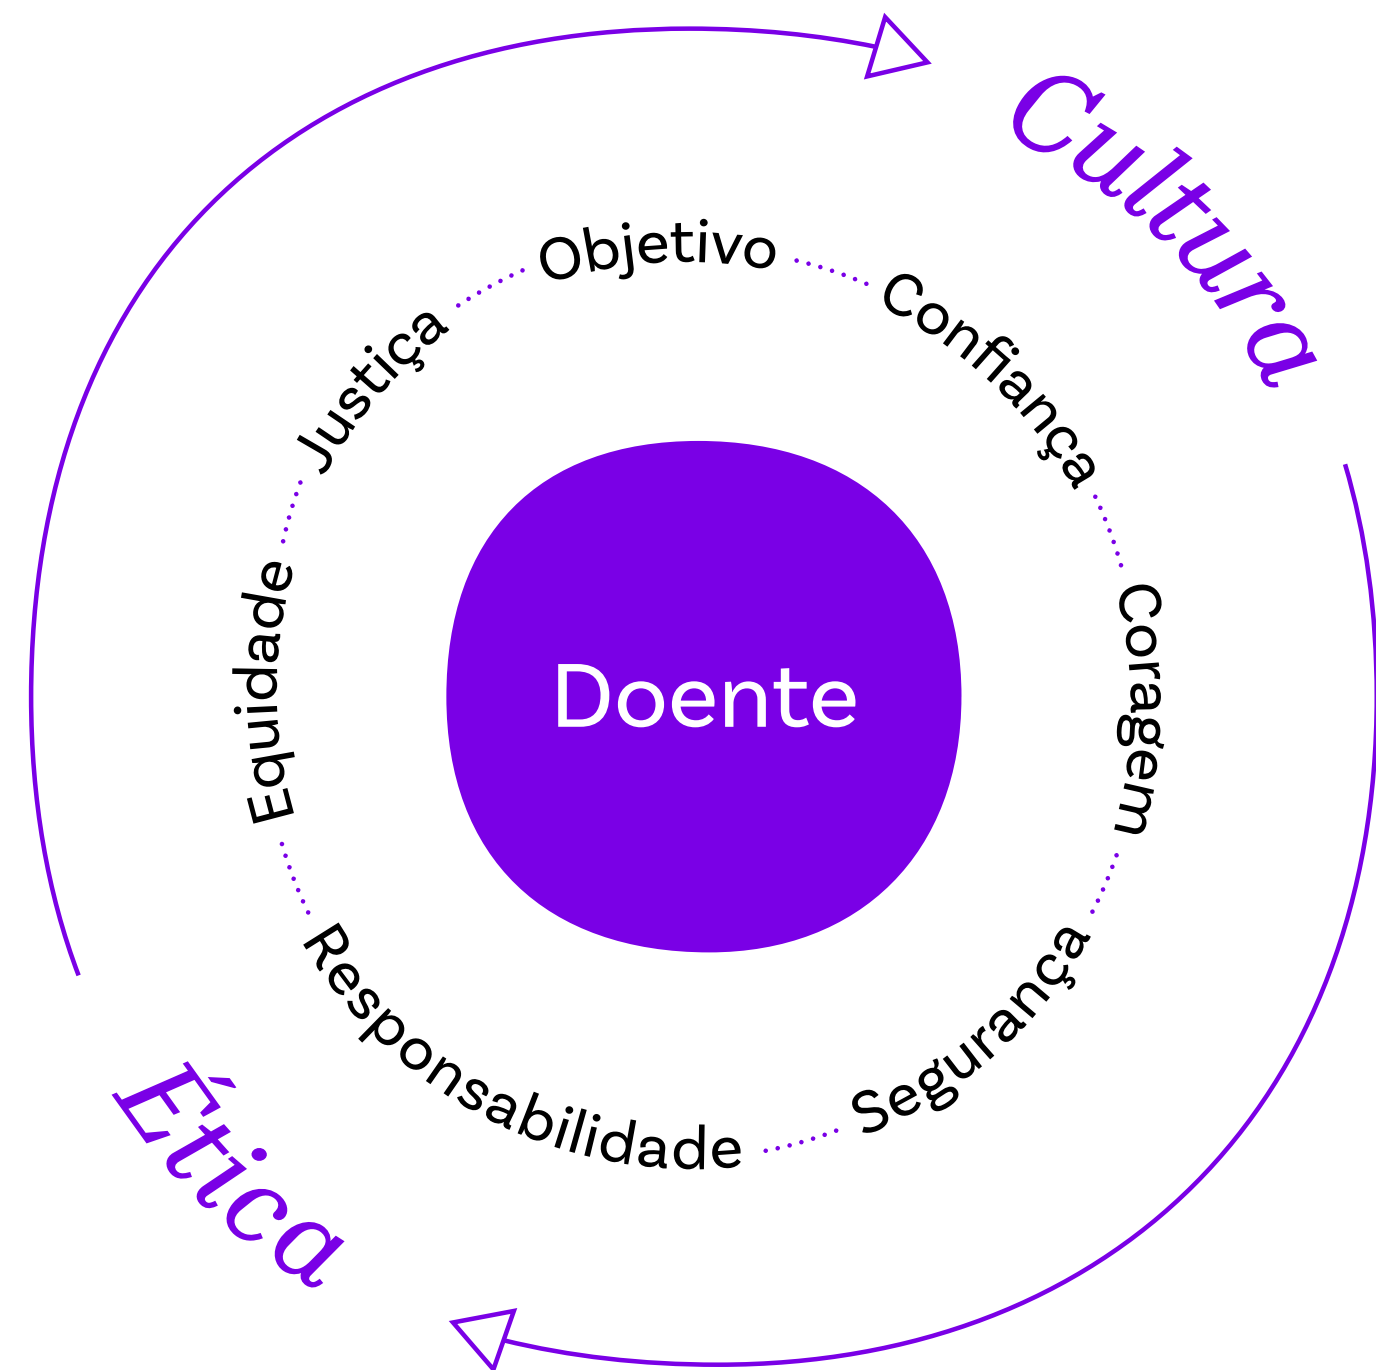 Cultura
Objetivo
Confiança
Coragem
Segurança
Responsabilidade
Equidade
Justiça
Doente
Ética